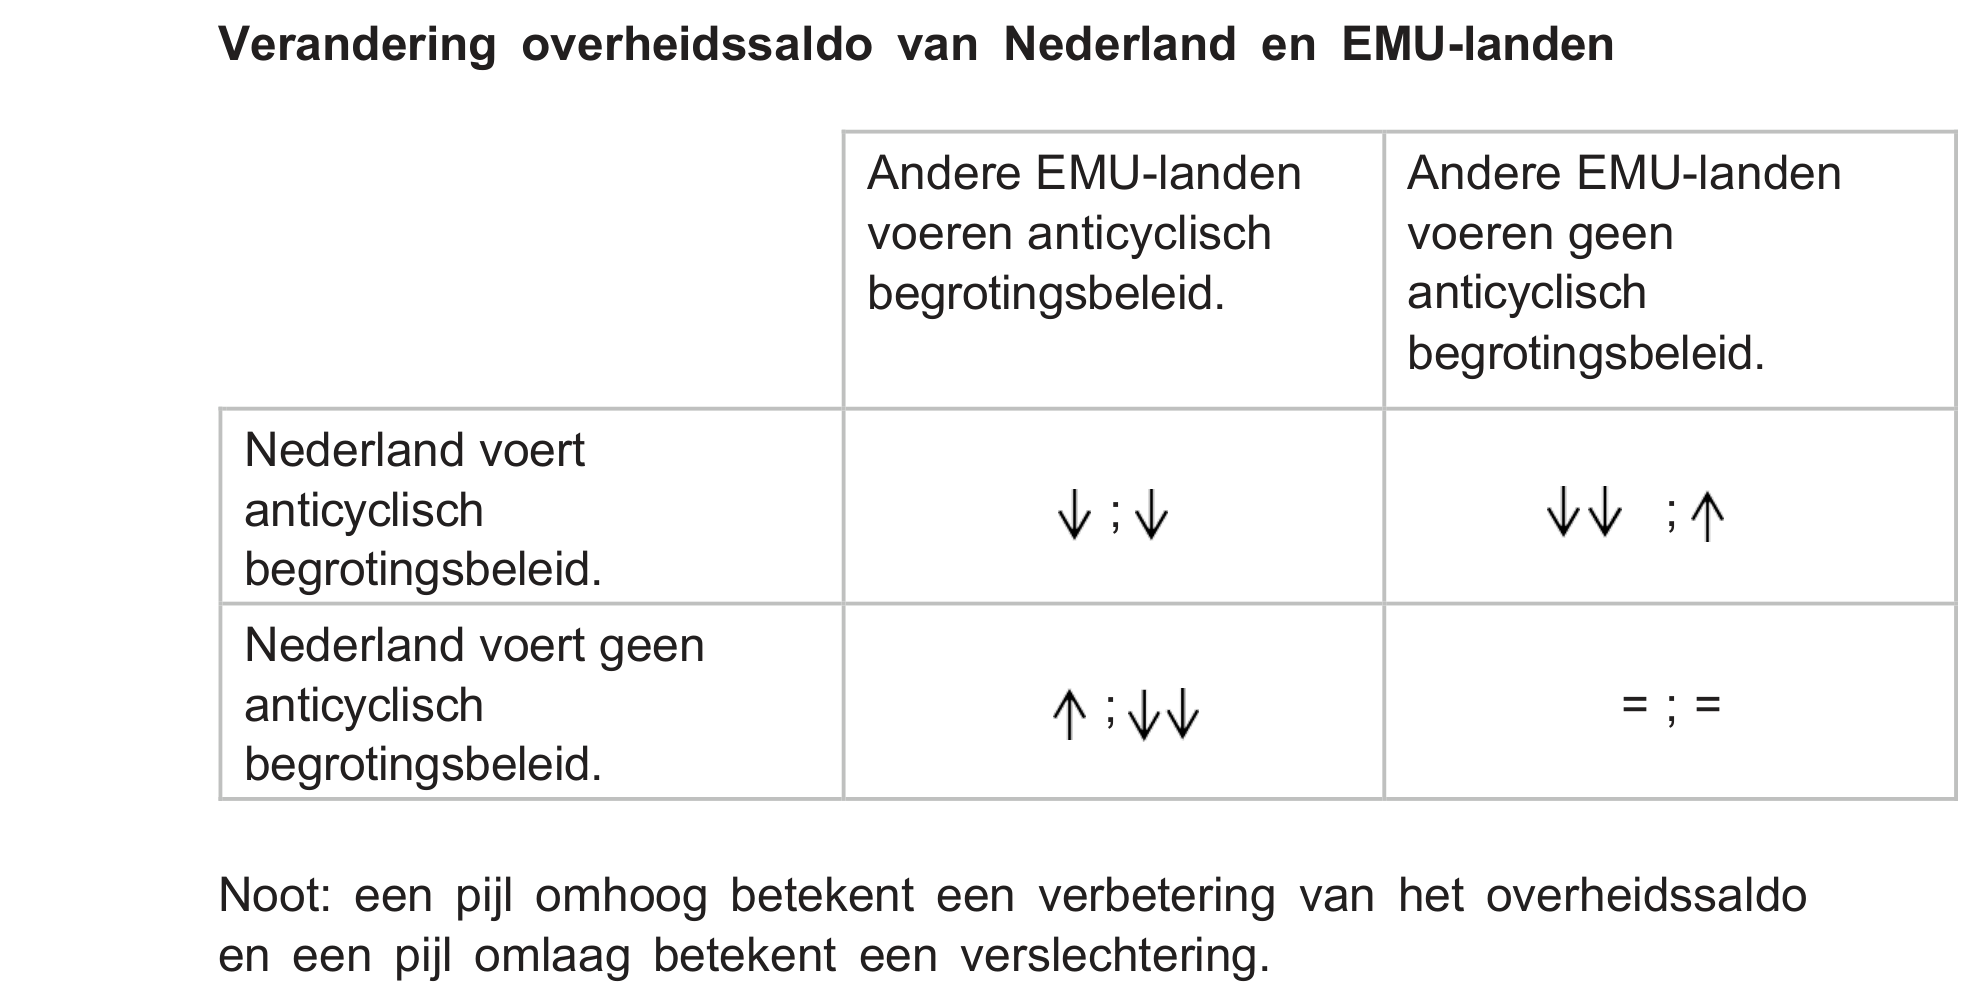 Verandering overheidssaldo van Nederland en EMU-landen
Andere EMU-landen
voeren anticyclisch
begrotingsbeleid.
Andere EMU-landen
voeren geen
anticyclisch
begrotingsbeleid.
Nederland voert
anticyclisch
begrotingsbeleid.
↓ ; ↓
↓↓ ; ↑
Nederland voert geen
anticyclisch
begrotingsbeleid.
↑ ; ↓↓
= ; =
Noot: een pijl omhoog betekent een verbetering van het overheidssaldo
en een pijl omlaag betekent een verslechtering.